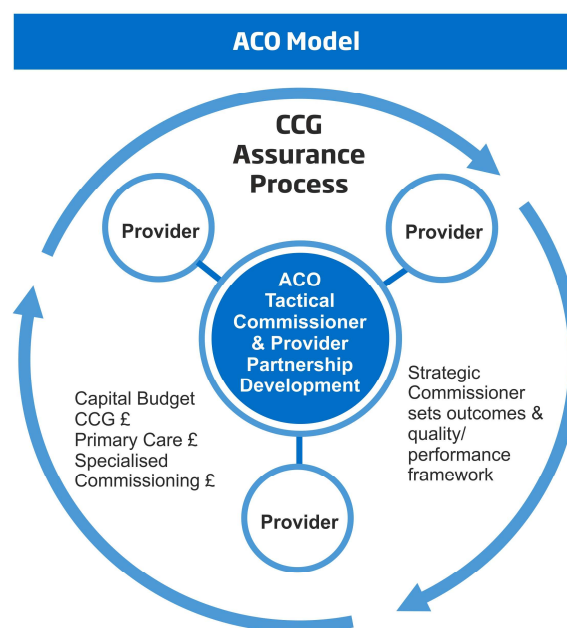 ACO Model
CCG
Assurance
Process
Provider
Provider
ACO
Tactical
Commissioner
& Provider
Partnership
Development
Capital Budget
CCG £
Primary Care £
Specialised
Commissioning £
Strategic
Commissioner
sets outcomes &
quality/
performance
framework
Provider